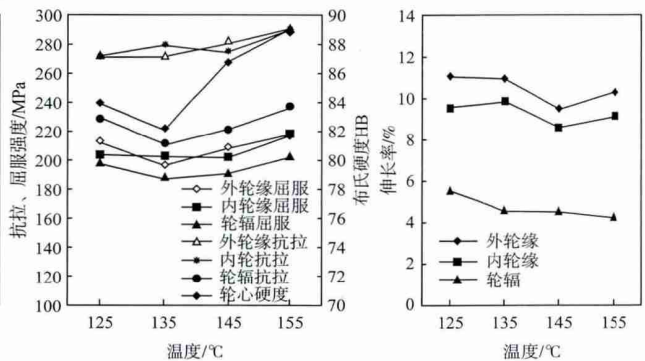 抗拉、屈服强度/MPa
300
280
260
240
220
200
180
160
140
120
100
外轮缘屈服
内轮缘屈服
轮辐屈服
外轮缘抗拉
内轮抗拉
轮辐抗拉
轮心硬度
90
88
86
84
82
80
78
76
74
72
70
布氏硬度HB
125 135 145 155
温度/℃
伸长率/%
14
12
10
8
6
4
2
0
外轮缘
内轮缘
轮辐
125 135 145 155
温度/℃